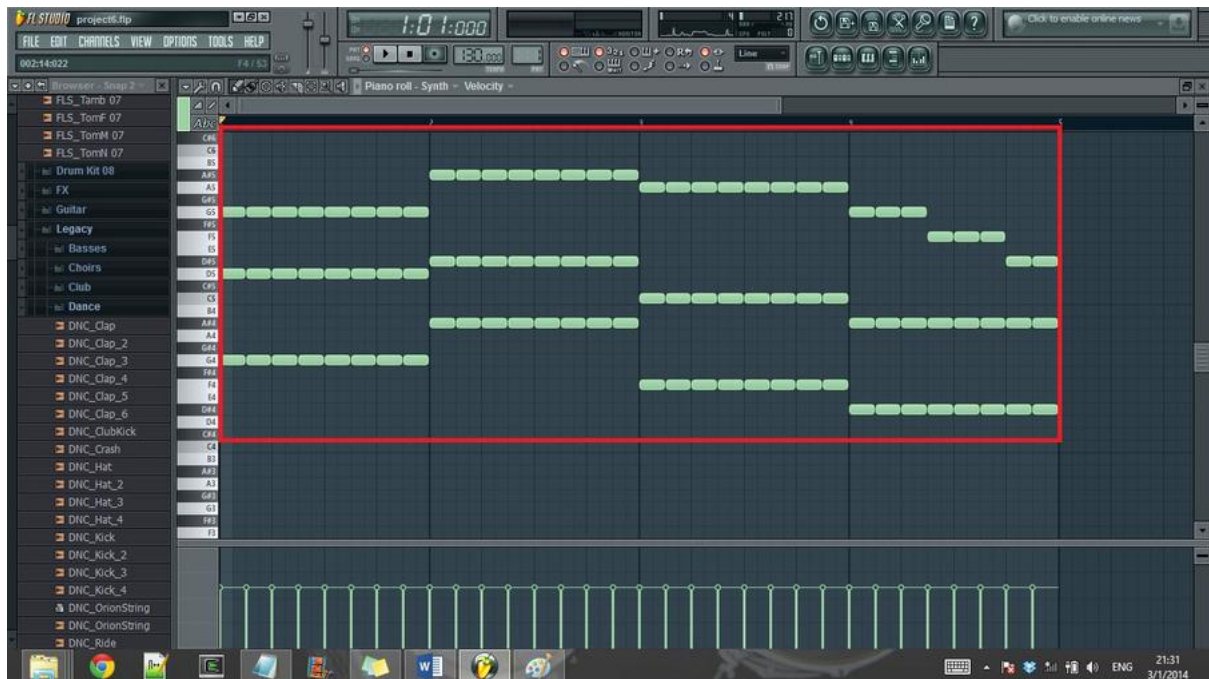 FL STUDIO project6.flp
1:01:000
Click to enable online news
FILE EDIT CHANNELS VIEW OPTIONS TOOLS HELP
002:14:022 F4 / 53
Line
Browser - Snap 2
Piano roll - Synth Velocity
Abc
FLS_Tamb 07
FLS_TomF 07
FLS_TomM 07
FLS_TomN 07
Drum Kit 08
FX
Guitar
Legacy
Basses
Choirs
Club
Dance
DNC_Clap
DNC_Clap_2
DNC_Clap_3
DNC_Clap_4
DNC_Clap_5
DNC_Clap_6
DNC_ClubKick
DNC_Crash
DNC_Hat
DNC_Hat_2
DNC_Hat_3
DNC_Hat_4
DNC_Kick
DNC_Kick_2
DNC_Kick_3
DNC_Kick_4
DNC_OrionString
DNC_OrionString
DNC_Ride
C#6
C6
B5
A#5
A5
G#5
G5
F#5
F5
E5
D#5
D5
C#5
C5
B4
A#4
A4
G#4
G4
F#4
F4
E4
D#4
D4
C#4
C4
B3
A#3
A3
G#3
G3
F#3
F3
ENG
21:31
3/1/2014